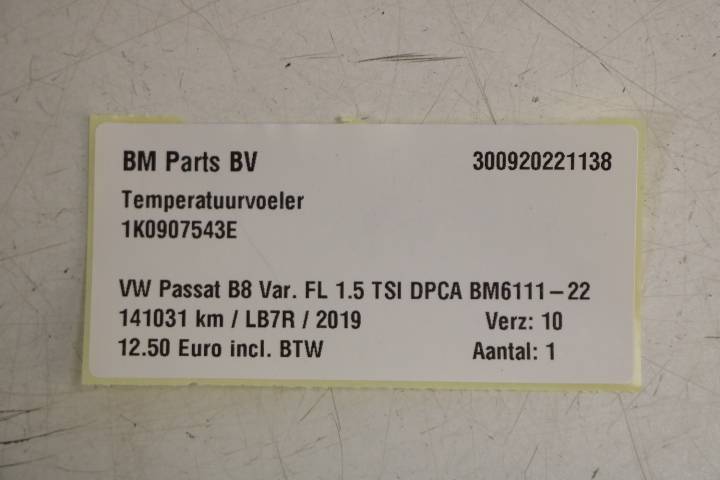 BM Parts BV 300920221138
Temperatuurvoeler
1K0907543E
VW Passat B8 Var. FL 1.5 TSI DPCA BM6111-22
141031 km / LB7R / 2019 Verz: 10
12.50 Euro incl. BTW Aantal: 1